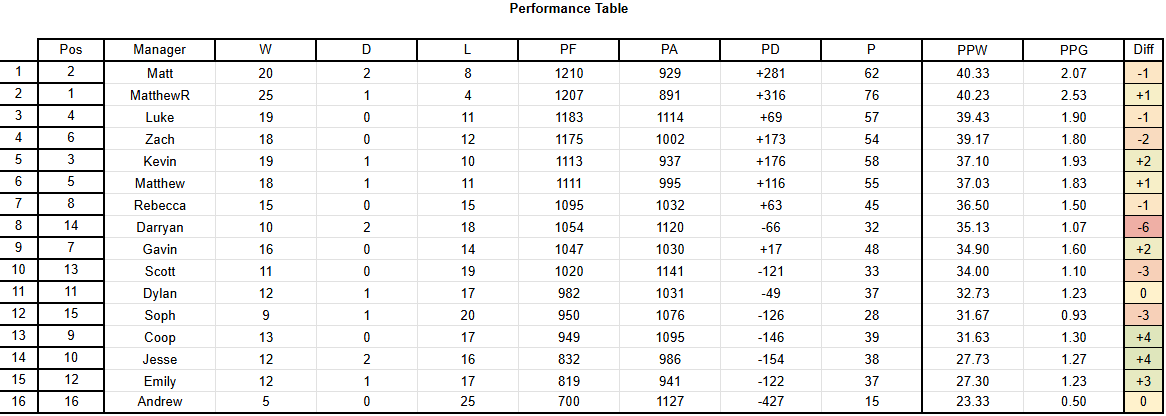 Performance Table
Pos Manager W D L PF PA PD P PPW PPG Diff
1 2 Matt 20 2 8 1210 929 +281 62 40.33 2.07 -1
2 1 MatthewR 25 1 4 1207 891 +316 76 40.23 2.53 +1
3 4 Luke 19 0 11 1183 1114 +69 57 39.43 1.90 -1
4 6 Zach 18 0 12 1175 1002 +173 54 39.17 1.80 -2
5 3 Kevin 19 1 10 1113 937 +176 58 37.10 1.93 +2
6 5 Matthew 18 1 11 1111 995 +116 55 37.03 1.83 +1
7 8 Rebecca 15 0 15 1095 1032 +63 45 36.50 1.50 -1
8 14 Darryan 10 2 18 1054 1120 -66 32 35.13 1.07 -6
9 7 Gavin 16 0 14 1047 1030 +17 48 34.90 1.60 +2
10 13 Scott 11 0 19 1020 1141 -121 33 34.00 1.10 -3
11 11 Dylan 12 1 17 982 1031 -49 37 32.73 1.23 0
12 15 Soph 9 1 20 950 1076 -126 28 31.67 0.93 -3
13 9 Coop 13 0 17 949 1095 -146 39 31.63 1.30 +4
14 10 Jesse 12 2 16 832 986 -154 38 27.73 1.27 +4
15 12 Emily 12 1 17 819 941 -122 37 27.30 1.23 +3
16 16 Andrew 5 0 25 700 1127 -427 15 23.33 0.50 0